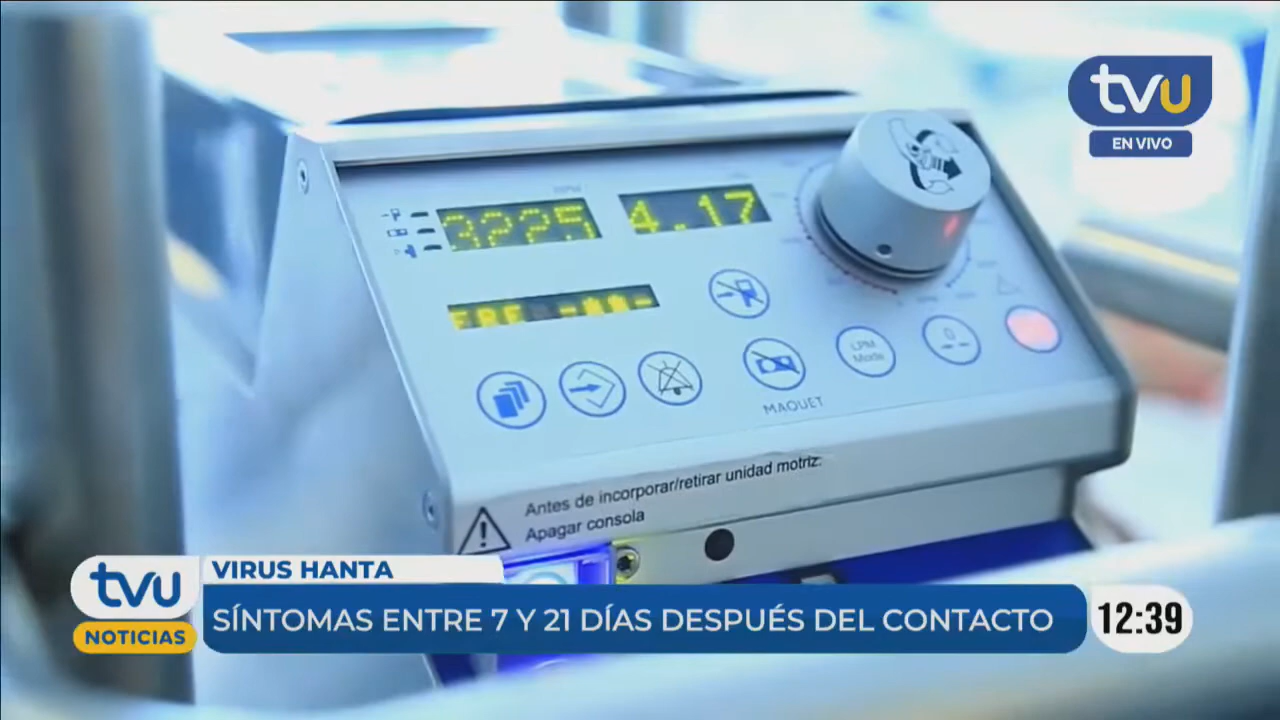 tvu
EN VIVO
3225
4.17
LPM
Mode
0
MAQUET
Antes de incorporar/retirar unidad motriz:
Apagar consola
tvu
NOTICIAS
VIRUS HANTA
SÍNTOMAS ENTRE 7 Y 21 DÍAS DESPUÉS DEL CONTACTO
12:39